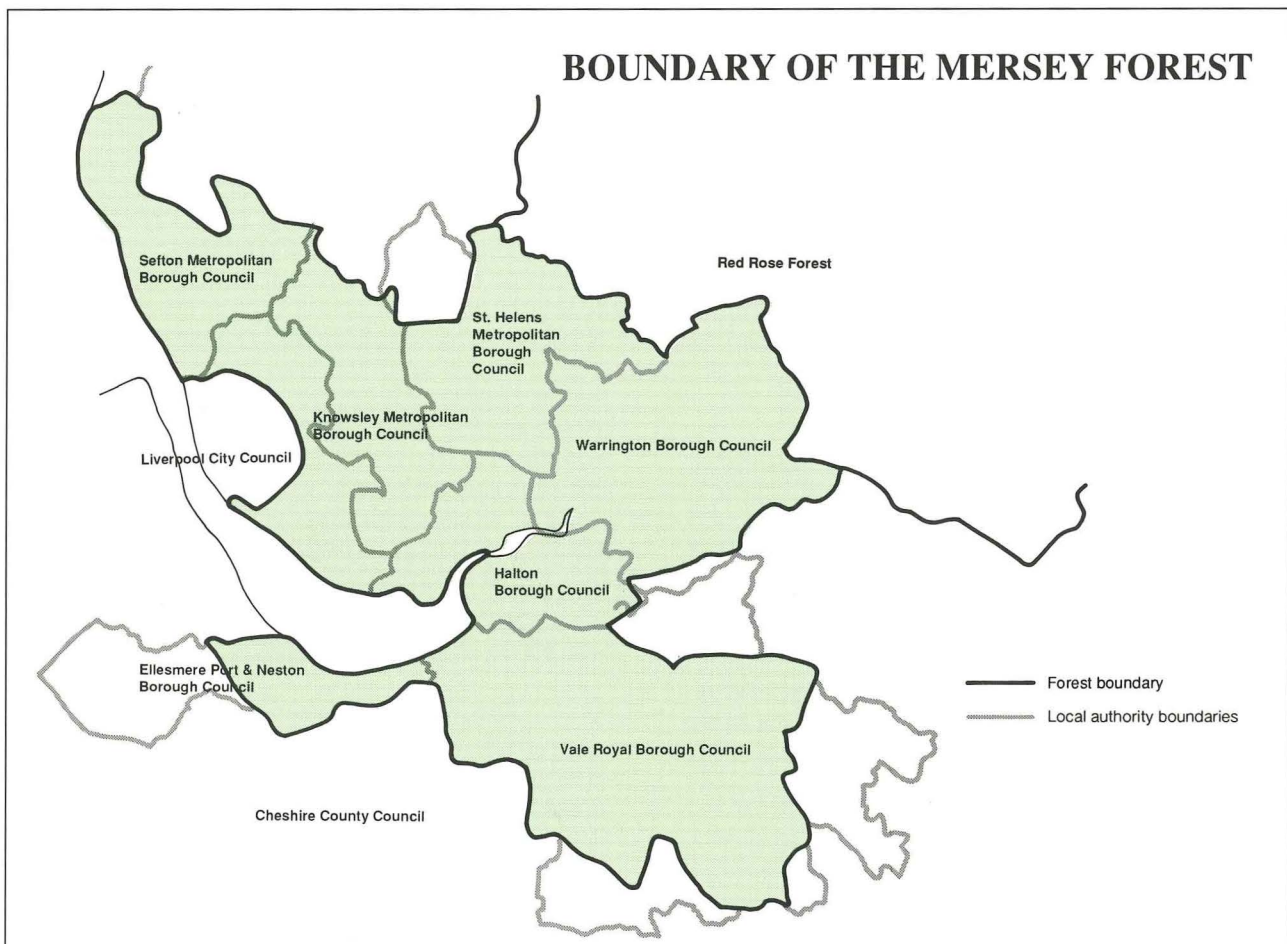 BOUNDARY OF THE MERSEY FOREST
Red Rose Forest
Sefton Metropolitan
Borough Council
St. Helens
Metropolitan
Borough
Council
Knowsley Metropolitan
Borough Council
Warrington Borough Council
Liverpool City Council
Halton
Borough Council
Ellesmere Port & Neston
Borough Council
Forest boundary
Local authority boundaries
Vale Royal Borough Council
Cheshire County Council